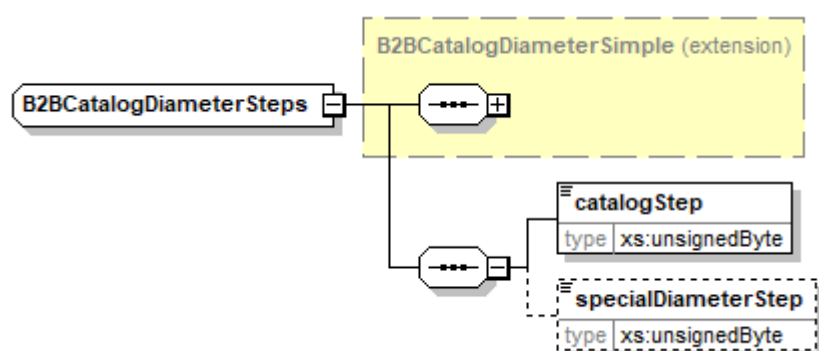 B2BCatalogDiameterSimple (extension)
B2BCatalogDiameterSteps
catalogStep
type xs:unsignedByte
specialDiameterStep
type xs:unsignedByte